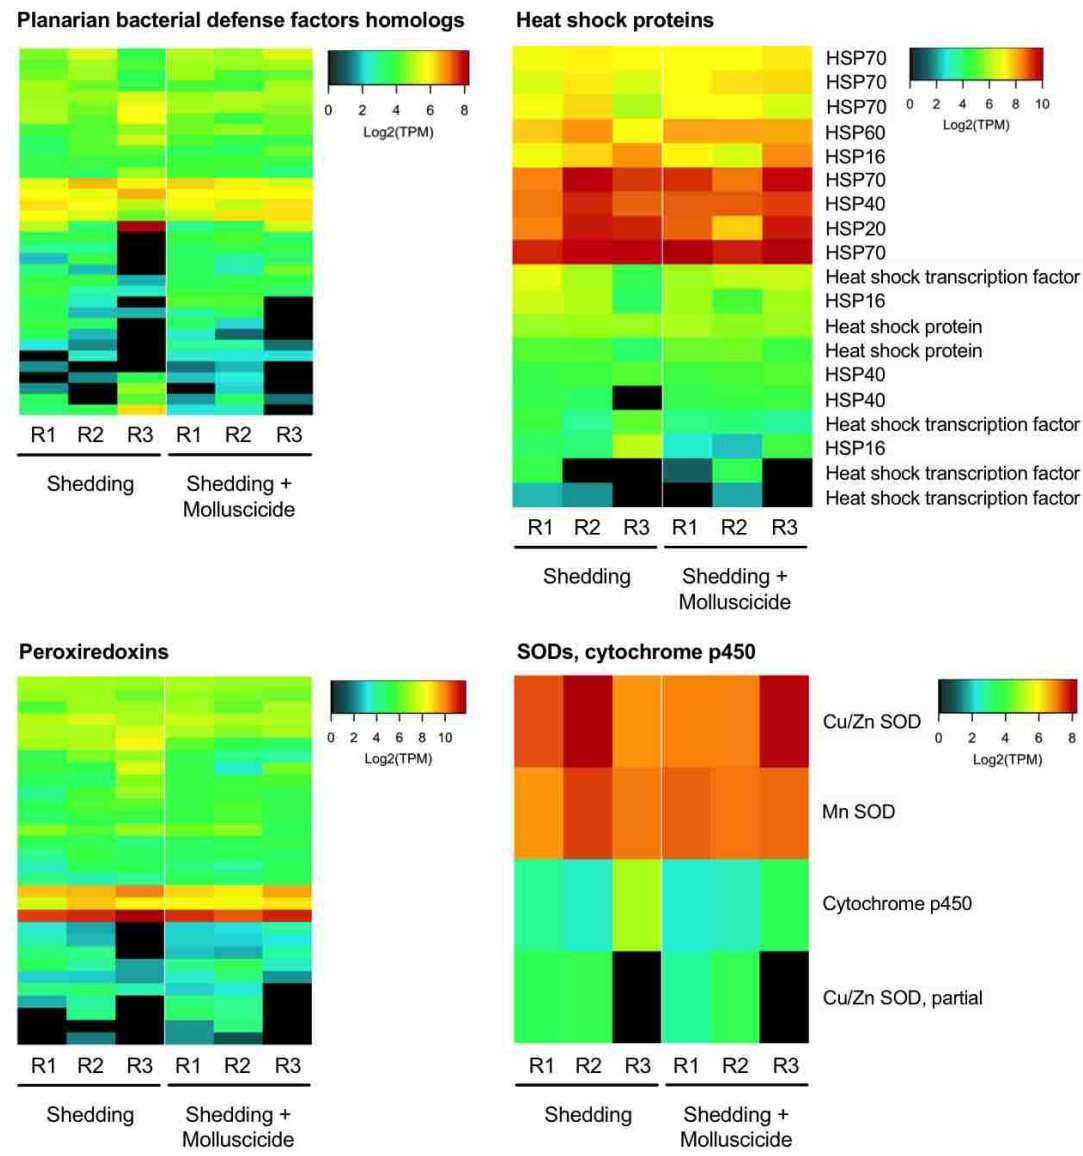 Planarian bacterial defense factors homologs
0 2 4 6 8
Log2(TPM)
R1 R2 R3 R1 R2 R3
Shedding
Shedding +
Molluscicide
Heat shock proteins
HSP70
HSP70
HSP70
HSP60
HSP16
HSP70
HSP40
HSP20
HSP70
Heat shock transcription factor
HSP16
Heat shock protein
Heat shock protein
HSP40
HSP40
Heat shock transcription factor
HSP16
Heat shock transcription factor
Heat shock transcription factor
0 2 4 6 8 10
Log2(TPM)
R1 R2 R3 R1 R2 R3
Shedding
Shedding +
Molluscicide
Peroxiredoxins
0 2 4 6 8 10
Log2(TPM)
R1 R2 R3 R1 R2 R3
Shedding
Shedding +
Molluscicide
SODs, cytochrome p450
Cu/Zn SOD
Mn SOD
Cytochrome p450
Cu/Zn SOD, partial
0 2 4 6 8
Log2(TPM)
R1 R2 R3 R1 R2 R3
Shedding
Shedding +
Molluscicide